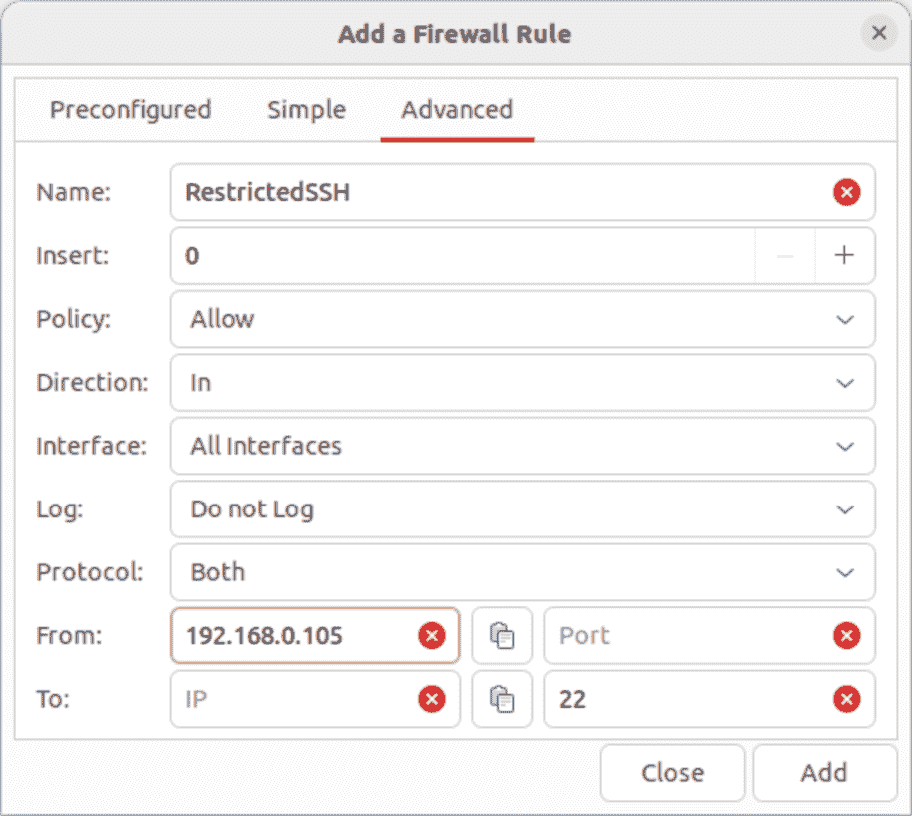 Add a Firewall Rule
Preconfigured Simple Advanced
Name: RestrictedSSH
Insert: 0
Policy: Allow
Direction: In
Interface: All Interfaces
Log: Do not Log
Protocol: Both
From: 192.168.0.105 Port
To: IP 22
Close Add